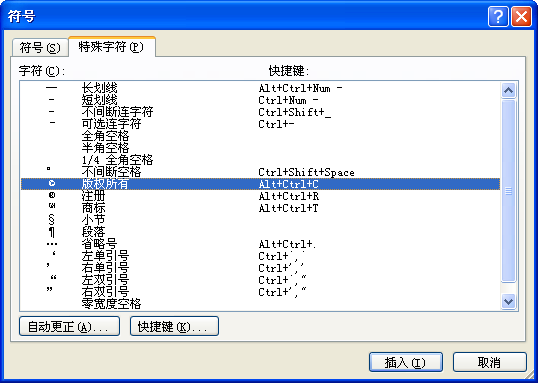 符号
符号(S) 特殊字符(P)
字符(C): 快捷键:
— 长划线 Alt+Ctrl+Num -
– 短划线 Ctrl+Num -
- 不间断连字符 Ctrl+Shift+_
- 可选连字符 Ctrl+-
全角空格
半角空格
1/4 全角空格
° 不间断空格 Ctrl+Shift+Space
© 版权所有 Alt+Ctrl+C
® 注册 Alt+Ctrl+R
™ 商标 Alt+Ctrl+T
§ 小节
¶ 段落
… 省略号 Alt+Ctrl+.
‘ 左单引号 Ctrl+`,`
’ 右单引号 Ctrl+','
“ 左双引号 Ctrl+`,“
” 右双引号 Ctrl+',“
零宽度空格
自动更正(A)... 快捷键(K)...
插入(I) 取消